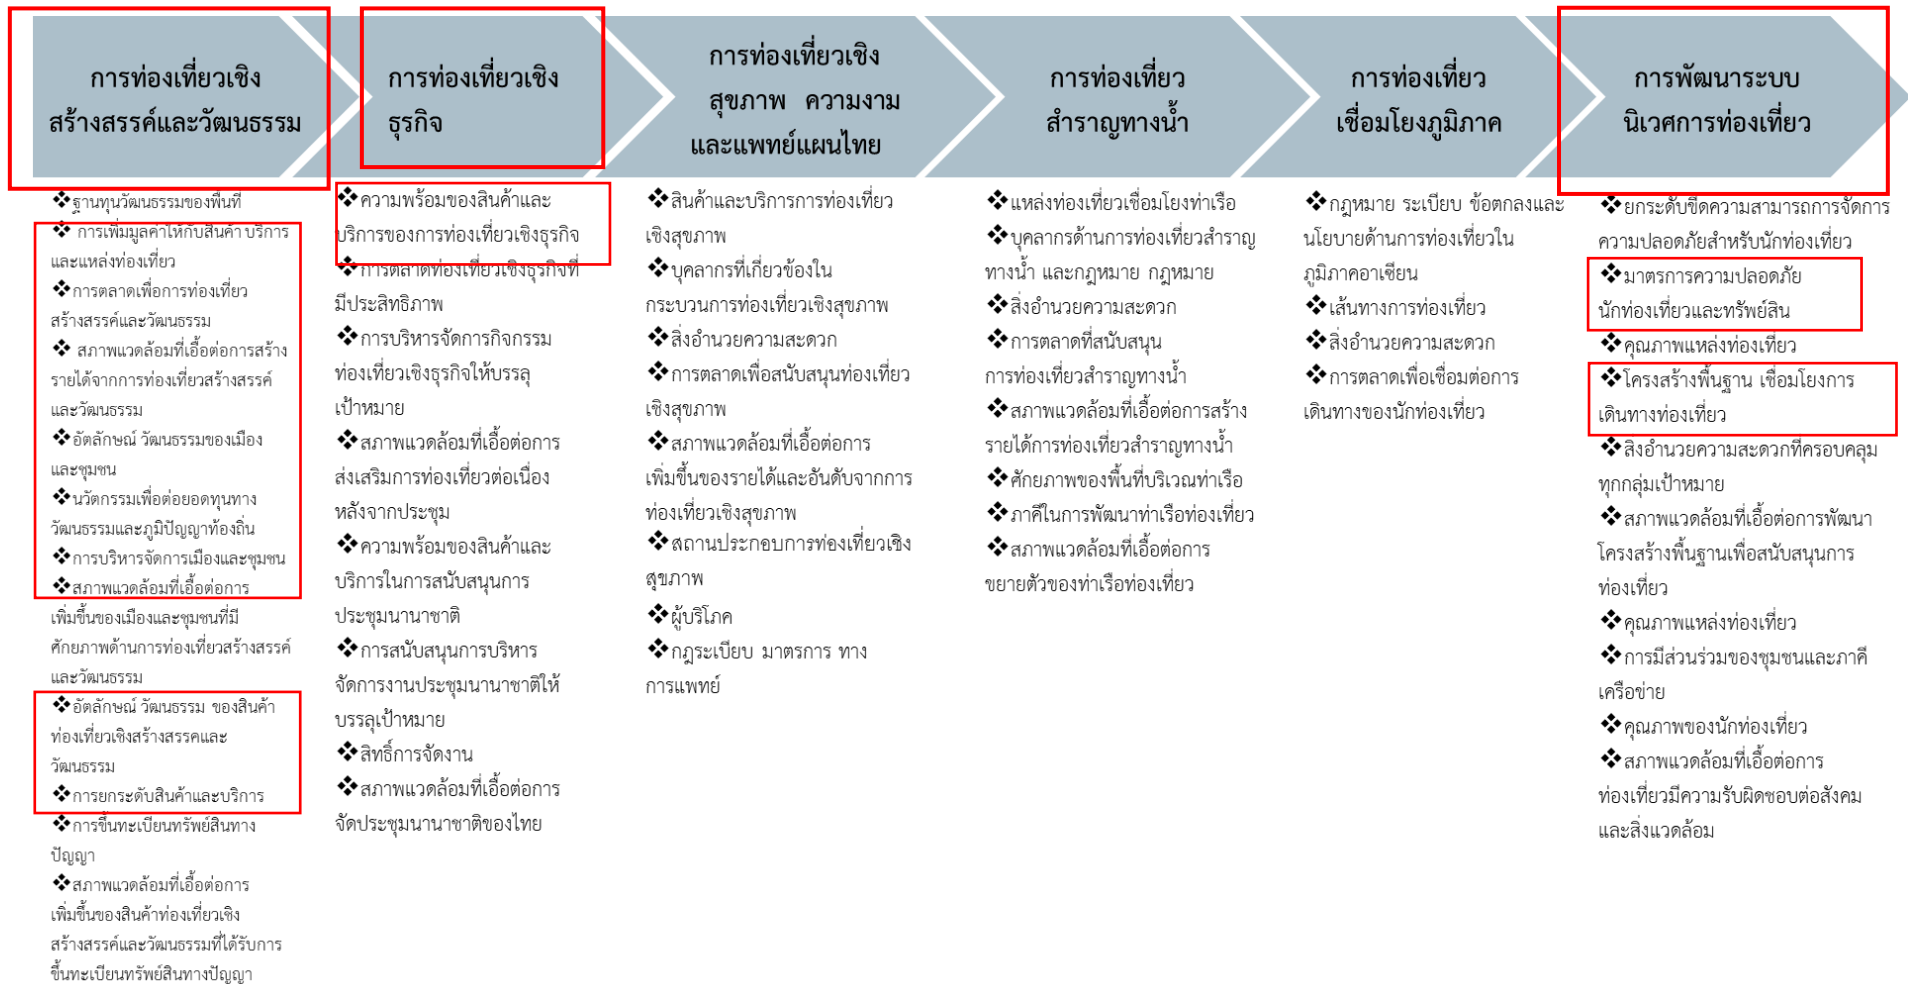 การท่องเที่ยวเชิง
สร้างสรรค์และวัฒนธรรม
❖ฐานทุนวัฒนธรรมของพื้นที่
❖ การเพิ่มมูลค่าให้กับสินค้า บริการ
และแหล่งท่องเที่ยว
❖การตลาดเพื่อการท่องเที่ยว
สร้างสรรค์และวัฒนธรรม
❖ สภาพแวดล้อมที่เอื้อต่อการสร้าง
รายได้จากการท่องเที่ยวสร้างสรรค์
และวัฒนธรรม
❖อัตลักษณ์ วัฒนธรรมของเมือง
และชุมชน
❖นวัตกรรมเพื่อต่อยอดทุนทาง
วัฒนธรรมและภูมิปัญญาท้องถิ่น
❖การบริหารจัดการเมืองและชุมชน
❖สภาพแวดล้อมที่เอื้อต่อการ
เพิ่มขึ้นของเมืองและชุมชนที่มี
ศักยภาพด้านการท่องเที่ยวสร้างสรรค์
และวัฒนธรรม
❖อัตลักษณ์ วัฒนธรรม ของสินค้า
ท่องเที่ยวเชิงสร้างสรรคและ
วัฒนธรรม
❖การยกระดับสินค้าและบริการ
❖การขึ้นทะเบียนทรัพย์สินทาง
ปัญญา
❖สภาพแวดล้อมที่เอื้อต่อการ
เพิ่มขึ้นของสินค้าท่องเที่ยวเชิง
สร้างสรรค์และวัฒนธรรมที่ได้รับการ
ขึ้นทะเบียนทรัพย์สินทางปัญญา
การท่องเที่ยวเชิง
ธุรกิจ
❖ความพร้อมของสินค้าและ
บริการของการท่องเที่ยวเชิงธุรกิจ
❖การตลาดท่องเที่ยวเชิงธุรกิจที่
มีประสิทธิภาพ
❖การบริหารจัดการกิจกรรม
ท่องเที่ยวเชิงธุรกิจให้บรรลุ
เป้าหมาย
❖สภาพแวดล้อมที่เอื้อต่อการ
ส่งเสริมการท่องเที่ยวต่อเนื่อง
หลังจากประชุม
❖ความพร้อมของสินค้าและ
บริการในการสนับสนุนการ
ประชุมนานาชาติ
❖การสนับสนุนการบริหาร
จัดการงานประชุมนานาชาติให้
บรรลุเป้าหมาย
❖สิทธิ์การจัดงาน
❖สภาพแวดล้อมที่เอื้อต่อการ
จัดประชุมนานาชาติของไทย
การท่องเที่ยวเชิง
สุขภาพ ความงาม
และแพทย์แผนไทย
❖สินค้าและบริการการท่องเที่ยว
เชิงสุขภาพ
❖บุคลากรที่เกี่ยวข้องใน
กระบวนการท่องเที่ยวเชิงสุขภาพ
❖สิ่งอำนวยความสะดวก
❖การตลาดเพื่อสนับสนุนท่องเที่ยว
เชิงสุขภาพ
❖สภาพแวดล้อมที่เอื้อต่อการ
เพิ่มขึ้นของรายได้และอันดับจากการ
ท่องเที่ยวเชิงสุขภาพ
❖สถานประกอบการท่องเที่ยวเชิง
สุขภาพ
❖ผู้บริโภค
❖กฎระเบียบ มาตรการ ทาง
การแพทย์
การท่องเที่ยว
สำราญทางน้ำ
❖แหล่งท่องเที่ยวเชื่อมโยงท่าเรือ
❖บุคลากรด้านการท่องเที่ยวสำราญ
ทางน้ำ และกฎหมาย กฎหมาย
❖สิ่งอำนวยความสะดวก
❖การตลาดที่สนับสนุน
การท่องเที่ยวสำราญทางน้ำ
❖สภาพแวดล้อมที่เอื้อต่อการสร้าง
รายได้การท่องเที่ยวสำราญทางน้ำ
❖ศักยภาพของพื้นที่บริเวณท่าเรือ
❖ภาคีในการพัฒนาท่าเรือท่องเที่ยว
❖สภาพแวดล้อมที่เอื้อต่อการ
ขยายตัวของท่าเรือท่องเที่ยว
การท่องเที่ยว
เชื่อมโยงภูมิภาค
❖กฎหมาย ระเบียบ ข้อตกลงและ
นโยบายด้านการท่องเที่ยวใน
ภูมิภาคอาเซียน
❖เส้นทางการท่องเที่ยว
❖สิ่งอำนวยความสะดวก
❖การตลาดเพื่อเชื่อมต่อการ
เดินทางของนักท่องเที่ยว
การพัฒนาระบบ
นิเวศการท่องเที่ยว
❖ยกระดับขีดความสามารถการจัดการ
ความปลอดภัยสำหรับนักท่องเที่ยว
❖มาตรการความปลอดภัย
นักท่องเที่ยวและทรัพย์สิน
❖คุณภาพแหล่งท่องเที่ยว
❖โครงสร้างพื้นฐาน เชื่อมโยงการ
เดินทางท่องเที่ยว
❖สิ่งอำนวยความสะดวกที่ครอบคลุม
ทุกกลุ่มเป้าหมาย
❖สภาพแวดล้อมที่เอื้อต่อการพัฒนา
โครงสร้างพื้นฐานเพื่อสนับสนุนการ
ท่องเที่ยว
❖คุณภาพแหล่งท่องเที่ยว
❖การมีส่วนร่วมของชุมชนและภาคี
เครือข่าย
❖คุณภาพของนักท่องเที่ยว
❖สภาพแวดล้อมที่เอื้อต่อการ
ท่องเที่ยวมีความรับผิดชอบต่อสังคม
และสิ่งแวดล้อม